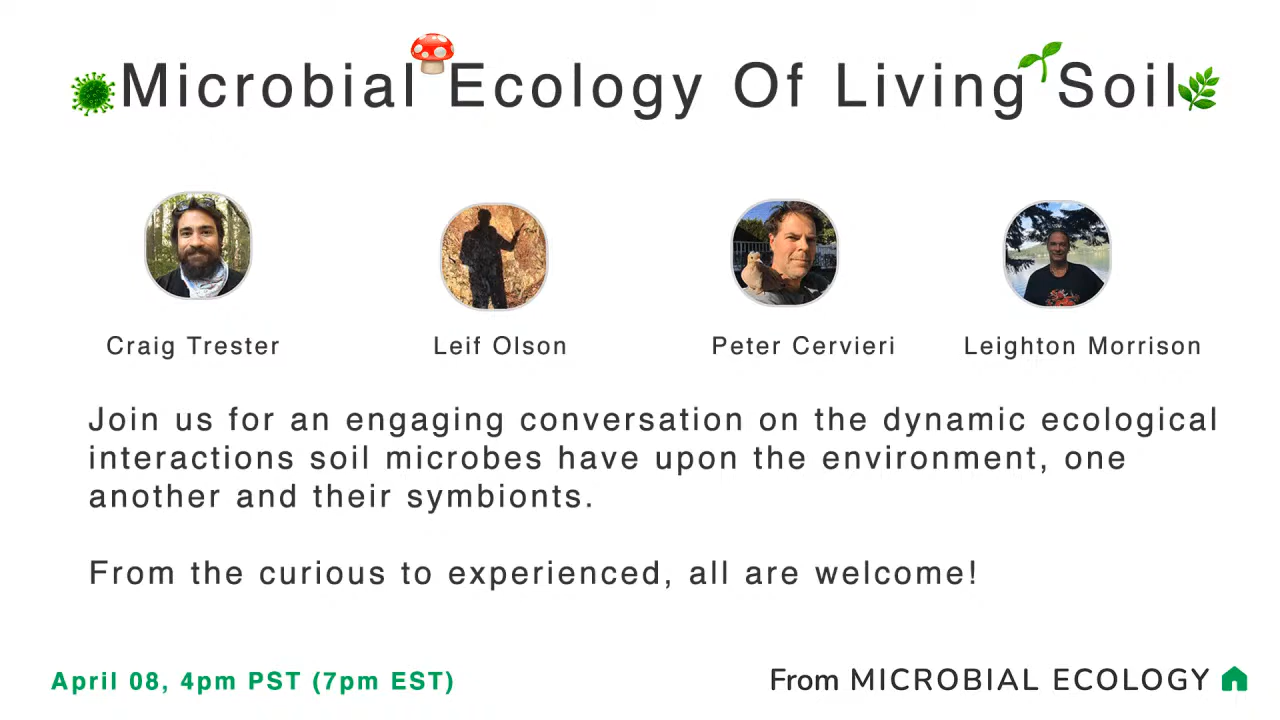 Microbial Ecology Of Living Soil
Craig Trester
Leif Olson
Peter Cervieri
Leighton Morrison
Join us for an engaging conversation on the dynamic ecological
interactions soil microbes have upon the environment, one
another and their symbionts.
From the curious to experienced, all are welcome!
April 08, 4pm PST (7pm EST)
From MICROBIAL ECOLOGY